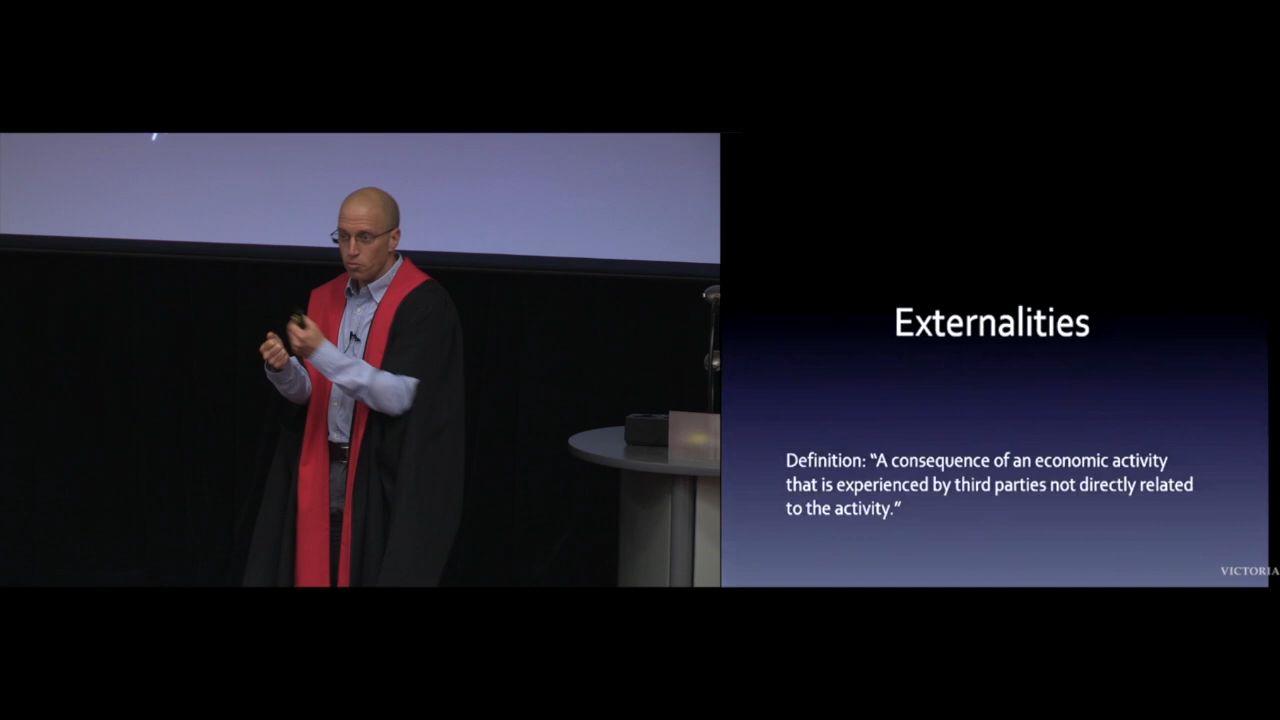 Externalities
Definition: “A consequence of an economic activity
that is experienced by third parties not directly related
to the activity.”
VICTORIA